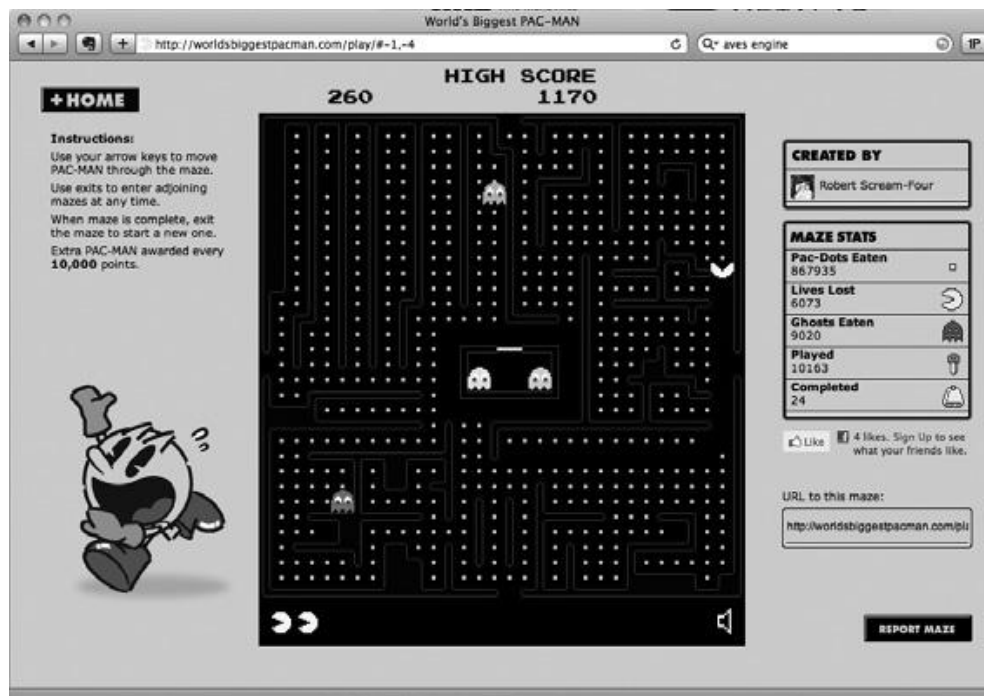 World's Biggest PAC-MAN
http://worldsbiggestpacman.com/play/#-1,-4
aves engine
1P
HIGH SCORE
260 1170
+HOME
Instructions:
Use your arrow keys to move
PAC-MAN through the maze.
Use exits to enter adjoining
mazes at any time.
When maze is complete, exit
the maze to start a new one.
Extra PAC-MAN awarded every
10,000 points.
CREATED BY
Robert Scream-Four
MAZE STATS
Pac-Dots Eaten
867935
Lives Lost
6073
Ghosts Eaten
9020
Played
10163
Completed
24
Like
4 likes. Sign Up to see
what your friends like.
URL to this maze:
http://worldsbiggestpacman.com/pla
REPORT MAZE